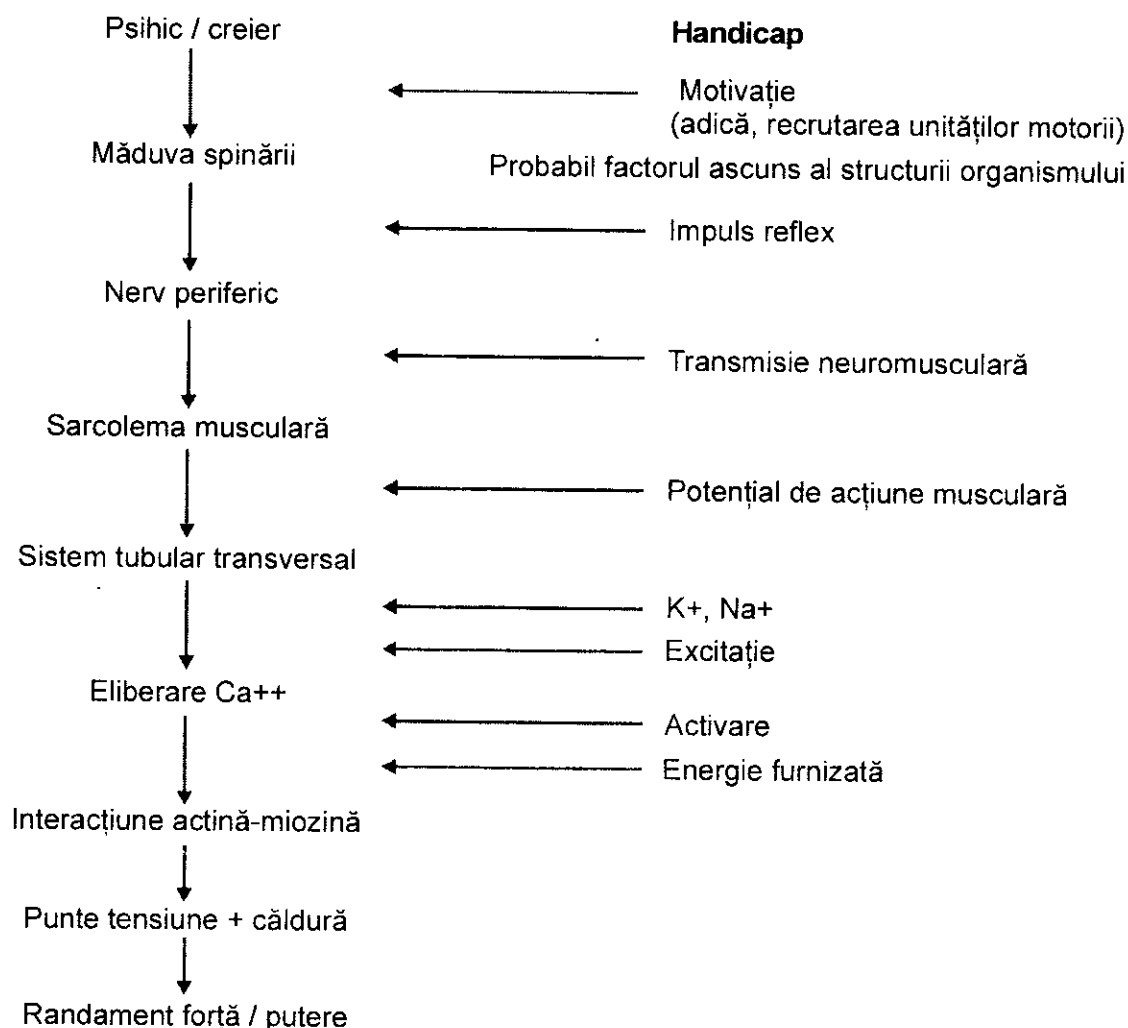 Psihic / creier
Handicap
Motivație
(adică, recrutarea unităților motorii)
Măduva spinării
Probabil factorul ascuns al structurii organismului
Impuls reflex
Nerv periferic
Transmisie neuromusculară
Sarcolema musculară
Potențial de acțiune musculară
Sistem tubular transversal
K+, Na+
Excitație
Eliberare Ca++
Activare
Energie furnizată
Interacțiune actină-miozină
Punte tensiune + căldură
Randament forță / putere